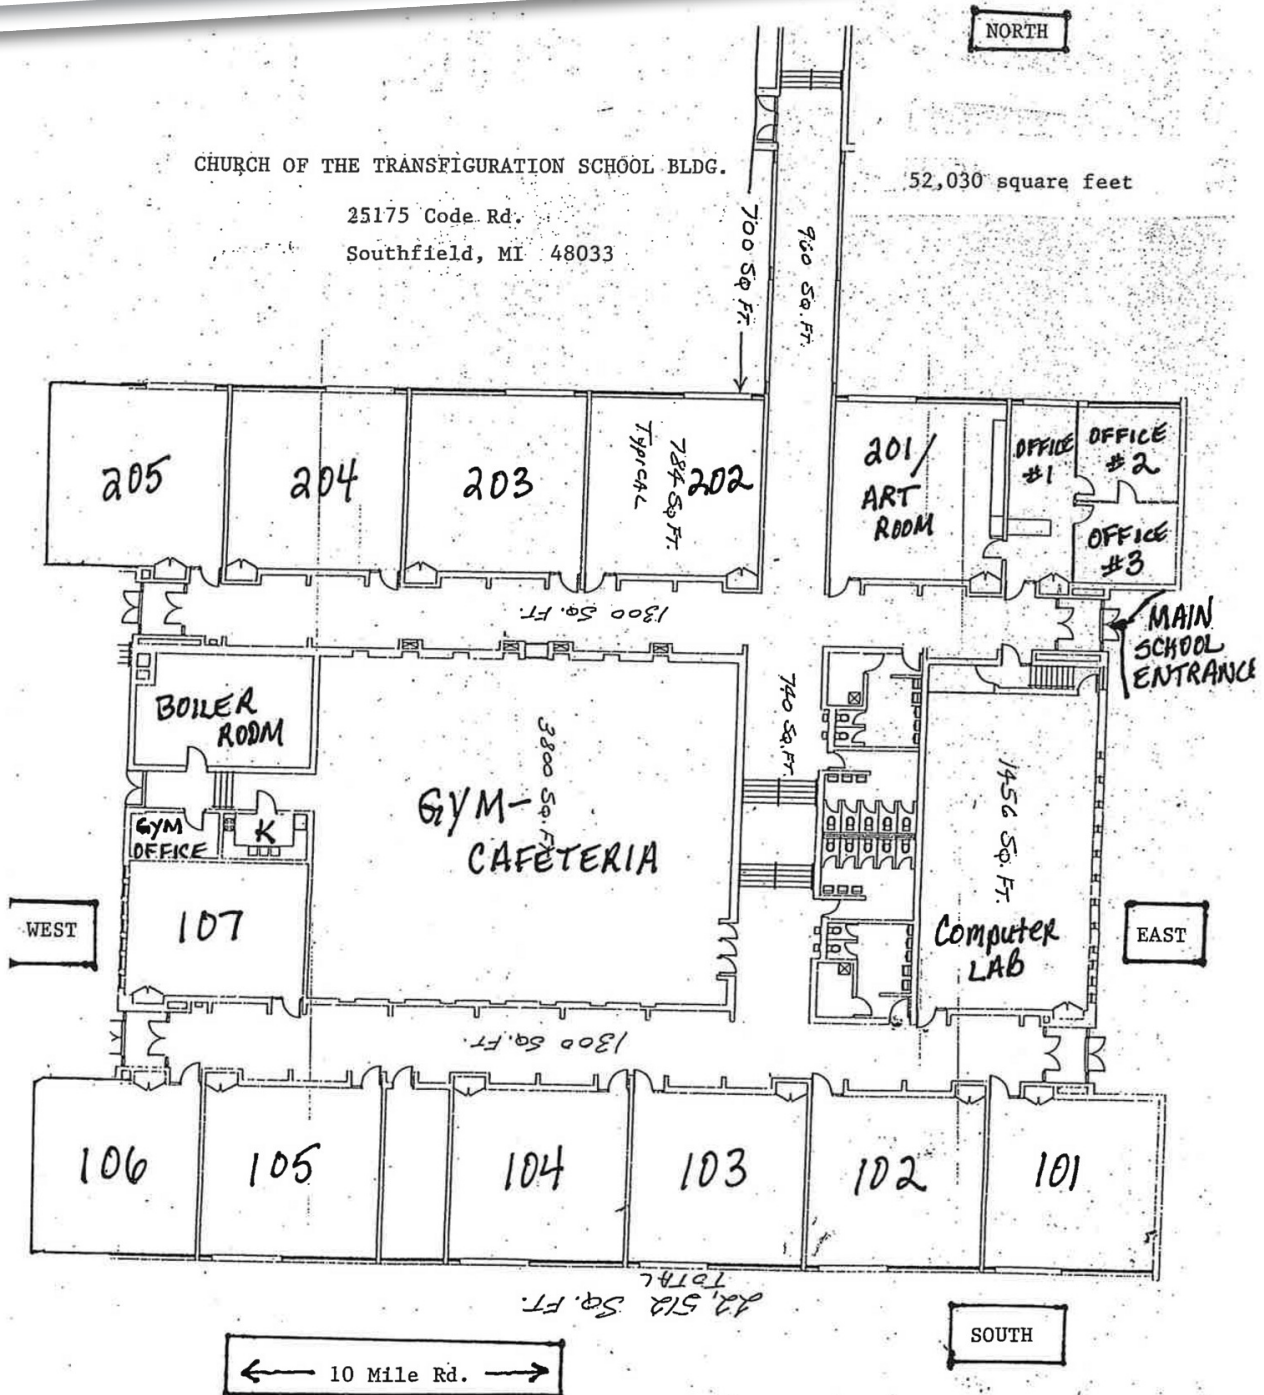 NORTH
CHURCH OF THE TRANSFIGURATION SCHOOL BLDG.
52,030 square feet
25175 Code Rd.
Southfield, MI 48033
700 SQ FT.
960 SQ.FT.
205
204
203
784 SQ FT.
TYPICAL
202
201/
ART
ROOM
OFFICE
#1
OFFICE
#2
OFFICE
#3
1300 SQ.FT.
MAIN
SCHOOL
ENTRANCE
BOILER
ROOM
740 SQ.FT.
3800 SQ.FT.
GYM-
CAFETERIA
1456 SQ.FT.
GYM
OFFICE
K
WEST
107
Computer
LAB
EAST
1300 SQ.FT.
106
105
104
103
102
101
22,512 SQ.FT.
TOTAL
SOUTH
10 Mile Rd.